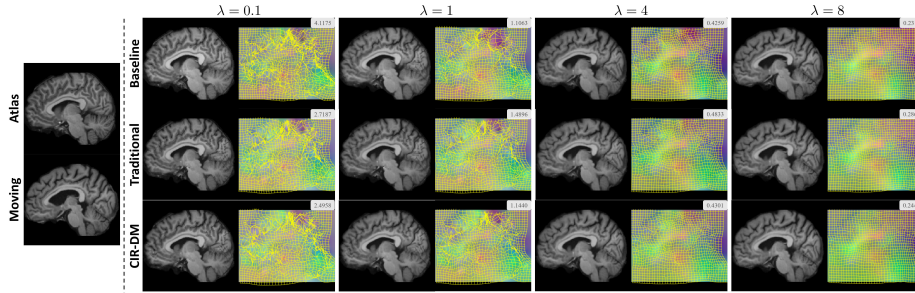 λ = 0.1
λ = 1
λ = 4
λ = 8
Atlas
Moving
Baseline
4.1175
1.1063
0.4259
Traditional
2.7187
1.4896
0.4833
CIR-DM
2.4958
1.1440
0.4301